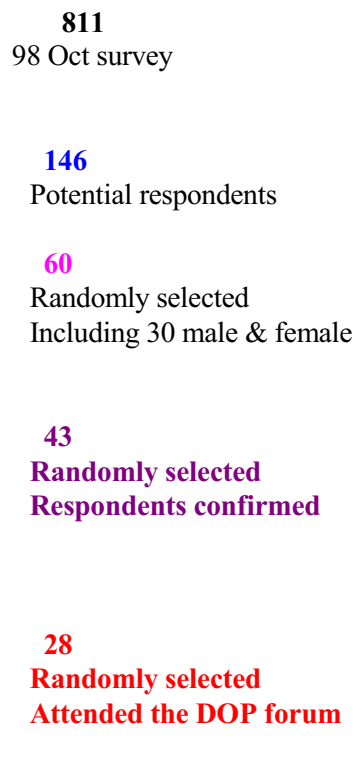 811
98 Oct survey
146
Potential respondents
60
Randomly selected
Including 30 male & female
43
Randomly selected
Respondents confirmed
28
Randomly selected
Attended the DOP forum